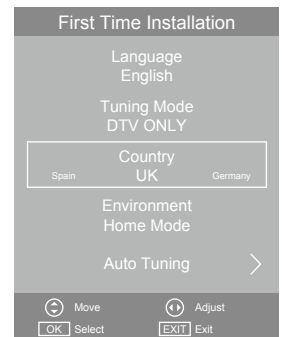 First Time Installation
Language
English
Tuning Mode
DTV ONLY
Country
Spain UK Germany
Environment
Home Mode
Auto Tuning
Move Adjust
OK Select EXIT Exit